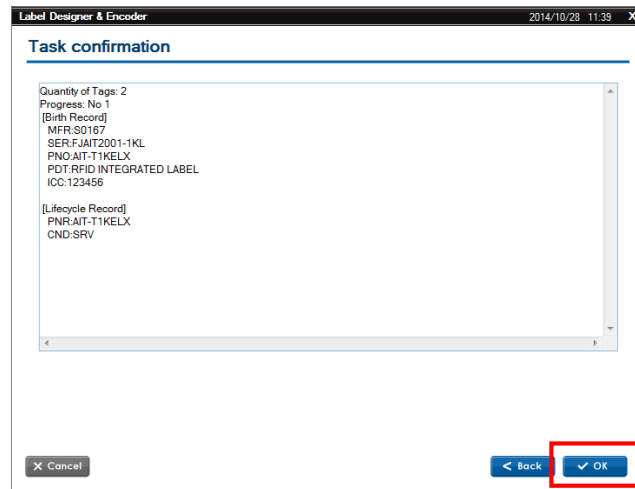 Label Designer & Encoder 2014/10/28 11:39 X
Task confirmation
Quantity of Tags: 2
Progress: No 1
[Birth Record]
MFR:S0167
SER:FJAIT2001-1KL
PNO:AIT-T1KELX
PDT:RFID INTEGRATED LABEL
ICC:123456
[Lifecycle Record]
PNR:AIT-T1KELX
CND:SRV
X Cancel < Back ✓ OK